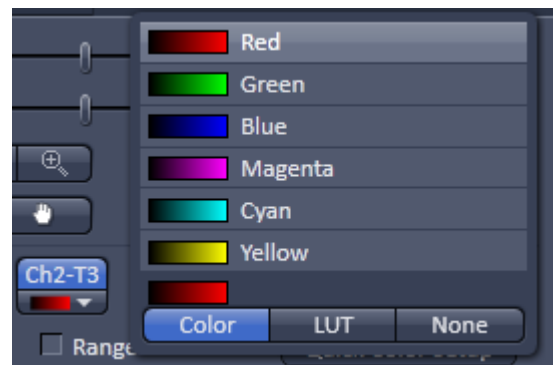 Red
Green
Blue
Magenta
Cyan
Yellow
Ch2-T3
Color LUT None
Range